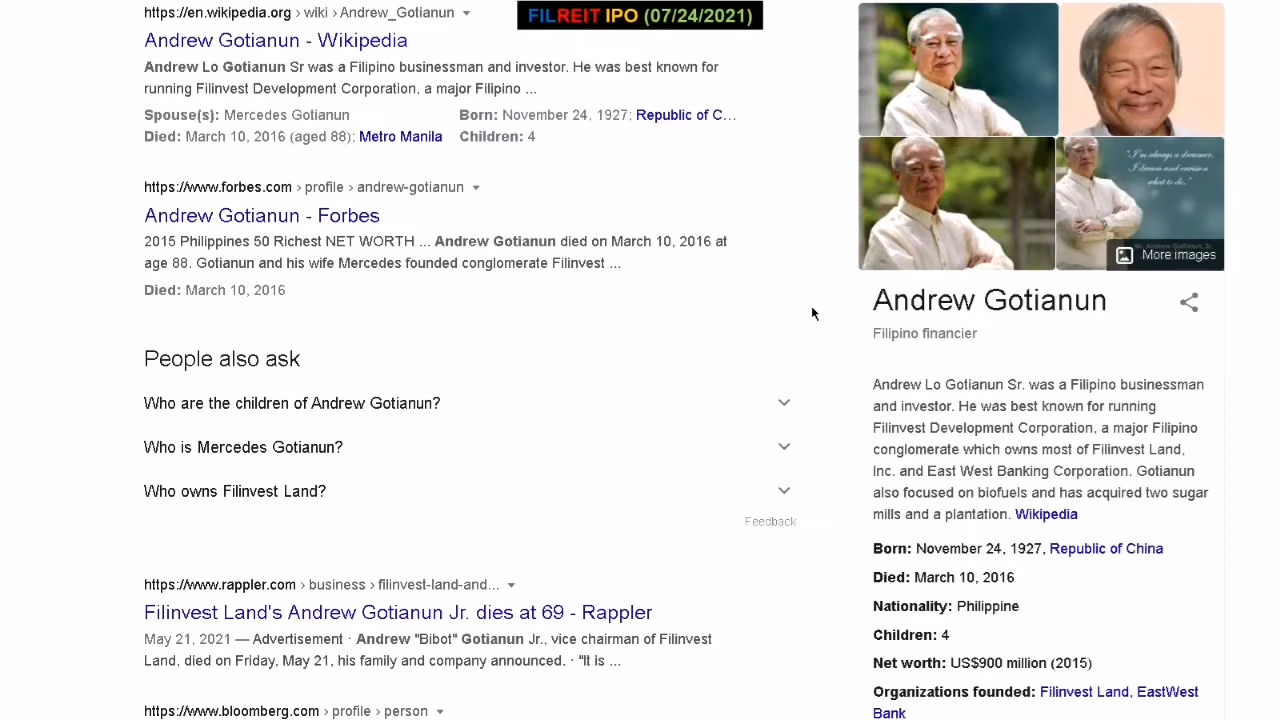 https://en.wikipedia.org › wiki › Andrew_Gotianun
FILREIT IPO (07/24/2021)
Andrew Gotianun - Wikipedia
Andrew Lo Gotianun Sr was a Filipino businessman and investor. He was best known for
running Filinvest Development Corporation, a major Filipino ...
Spouse(s): Mercedes Gotianun
Born: November 24, 1927; Republic of C...
Died: March 10, 2016 (aged 88); Metro Manila
Children: 4
https://www.forbes.com › profile › andrew-gotianun
Andrew Gotianun - Forbes
2015 Philippines 50 Richest NET WORTH ... Andrew Gotianun died on March 10, 2016 at
age 88. Gotianun and his wife Mercedes founded conglomerate Filinvest ...
Died: March 10, 2016
People also ask
Who are the children of Andrew Gotianun?
Who is Mercedes Gotianun?
Who owns Filinvest Land?
Feedback
https://www.rappler.com › business › filinvest-land-and...
Filinvest Land's Andrew Gotianun Jr. dies at 69 - Rappler
May 21, 2021 — Advertisement · Andrew "Bibot" Gotianun Jr., vice chairman of Filinvest
Land, died on Friday, May 21, his family and company announced. · "It is ...
https://www.bloomberg.com › profile › person
"I'm always a dreamer.
I dream and envision
what to do."
More images
Andrew Gotianun
Filipino financier
Andrew Lo Gotianun Sr. was a Filipino businessman
and investor. He was best known for running
Filinvest Development Corporation, a major Filipino
conglomerate which owns most of Filinvest Land,
Inc. and East West Banking Corporation. Gotianun
also focused on biofuels and has acquired two sugar
mills and a plantation. Wikipedia
Born: November 24, 1927, Republic of China
Died: March 10, 2016
Nationality: Philippine
Children: 4
Net worth: US$900 million (2015)
Organizations founded: Filinvest Land, EastWest
Bank